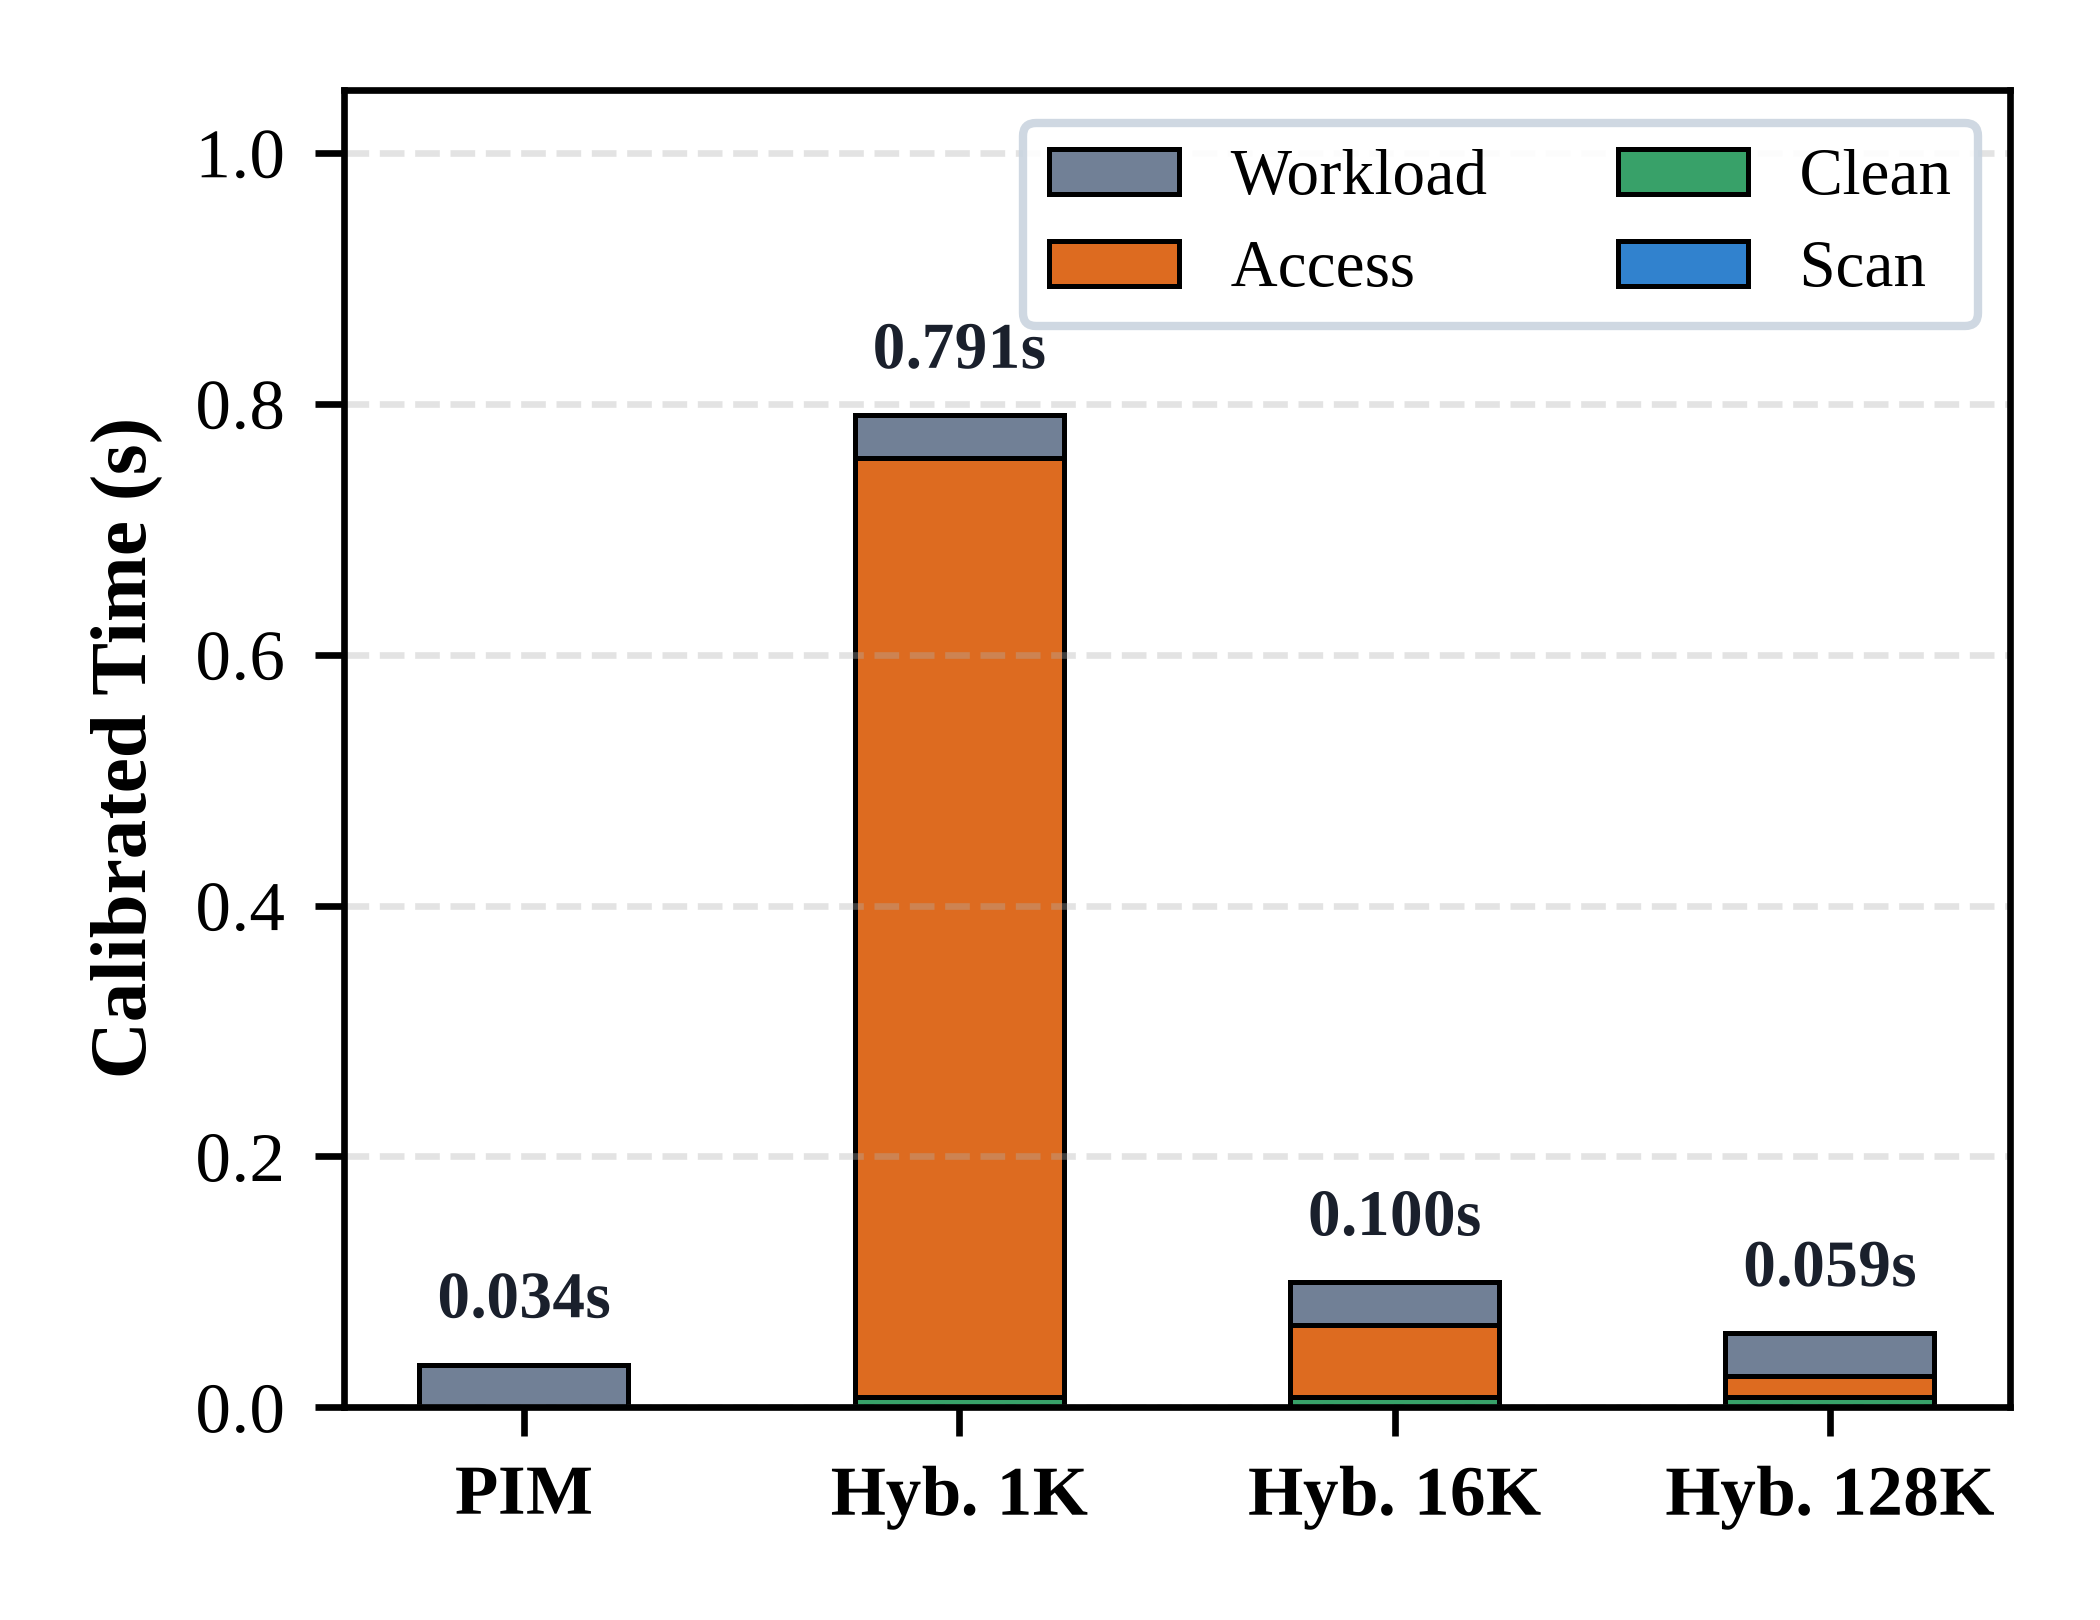 Calibrated Time (s)
1.0
0.8
0.6
0.4
0.2
0.0
Workload
Access
Clean
Scan
0.034s
0.791s
0.100s
0.059s
PIM
Hyb. 1K
Hyb. 16K
Hyb. 128K